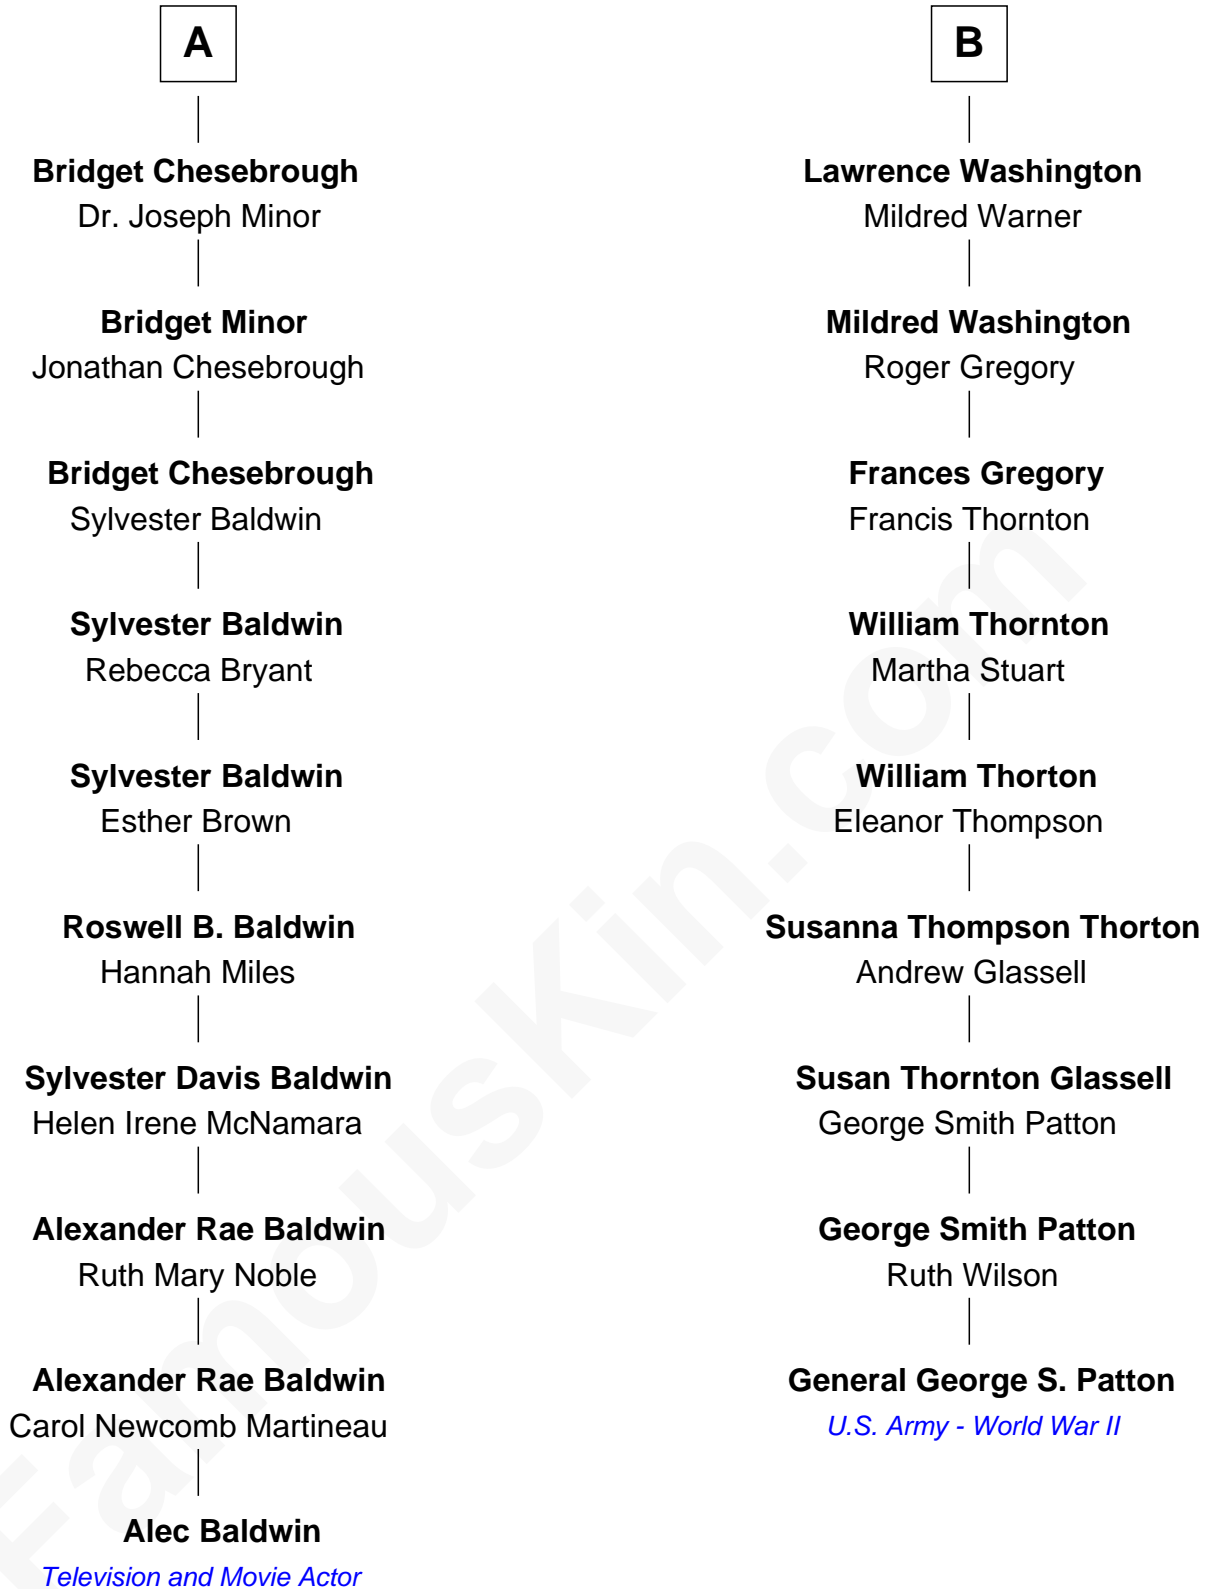 A
Bridget Chesebrough
Dr. Joseph Minor
Bridget Minor
Jonathan Chesebrough
Bridget Chesebrough
Sylvester Baldwin
Sylvester Baldwin
Rebecca Bryant
Sylvester Baldwin
Esther Brown
Roswell B. Baldwin
Hannah Miles
Sylvester Davis Baldwin
Helen Irene McNamara
Alexander Rae Baldwin
Ruth Mary Noble
Alexander Rae Baldwin
Carol Newcomb Martineau
Alec Baldwin
Television and Movie Actor
B
Lawrence Washington
Mildred Warner
Mildred Washington
Roger Gregory
Frances Gregory
Francis Thornton
William Thornton
Martha Stuart
William Thorton
Eleanor Thompson
Susanna Thompson Thorton
Andrew Glassell
Susan Thornton Glassell
George Smith Patton
George Smith Patton
Ruth Wilson
General George S. Patton
U.S. Army - World War II
FamousKin.com